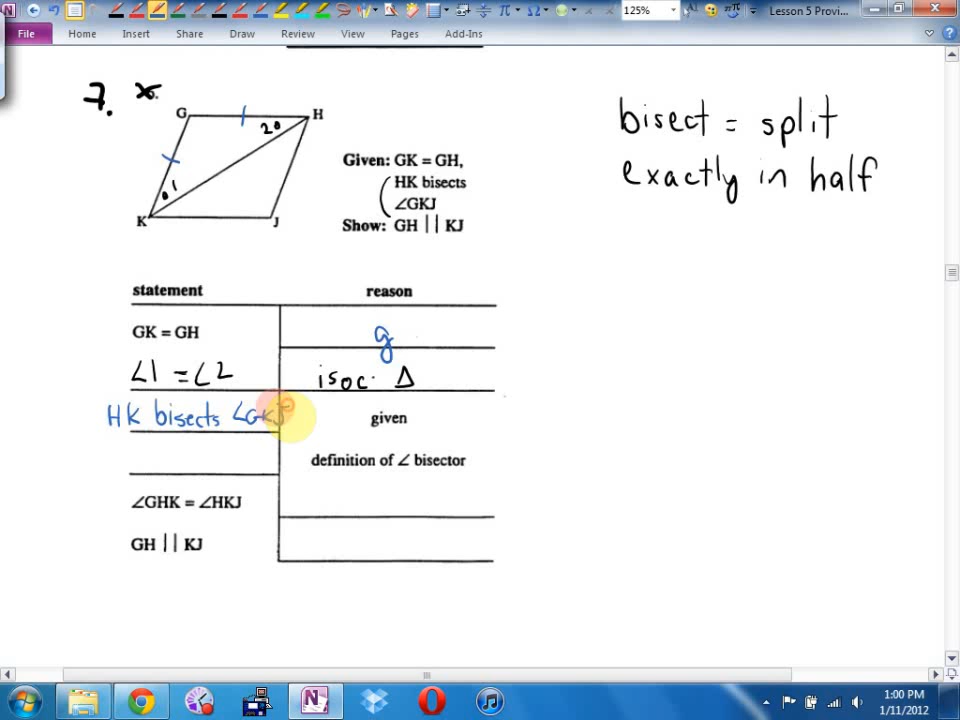 125% Lesson 5 Provi...
File Home Insert Share Draw Review View Pages Add-Ins
7.
G H
2
1
K J
Given: GK = GH,
HK bisects
∠GKJ
Show: GH || KJ
bisect = split
exactly in half
statement reason
GK = GH g
∠1 = ∠2 isoc. Δ
HK bisects ∠GKJ given
definition of ∠ bisector
∠GHK = ∠HKJ
GH || KJ
1:00 PM
1/11/2012